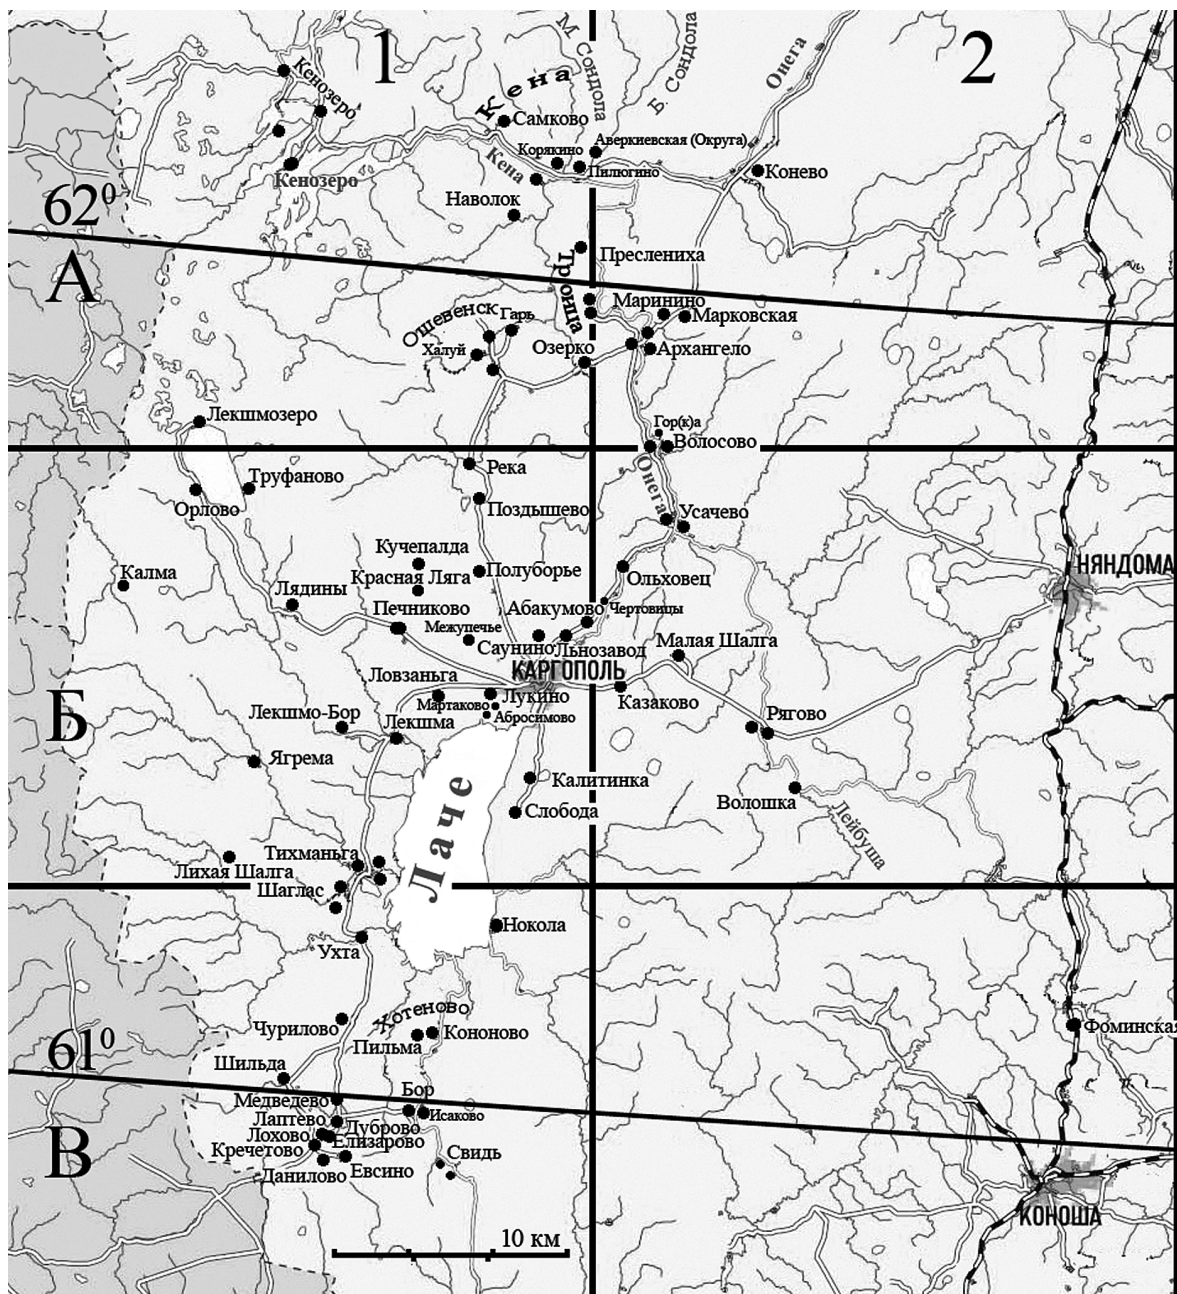 1
2
Кенозеро
Кена
М. Сондола
Б. Сондола
Онега
Самково
Аверкиевская (Округа)
Корякино
Пилюгино
Кена
Конево
Кенозеро
Наволок
62⁰
А
Преслениха
Троица
Маринино
Марковская
Ошевенск
Гарь
Халуй
Озерко
Архангело
Лекшмозеро
Гор(к)а
Волосово
Река
Онега
Труфаново
Орлово
Поздышево
Усачево
Кучепалда
НЯНДОМА
Калма
Красная Ляга
Полуборье
Ольховец
Лядины
Печниково
Абакумово
Чертовицы
Межупечье
Саунино
Льнозавод
Малая Шалга
КАРГОПОЛЬ
Ловзаньга
Лукино
Казаково
Мартаково
Абросимово
Б
Лекшмо-Бор
Лекшма
Рягово
Ягрема
Калитинка
Лаче
Слобода
Волошка
Лейбуша
Тихманьга
Лихая Шалга
Шаглас
Нокола
Ухта
Хотеново
Чурилово
Кононово
Пильма
Фоминская
61⁰
Шильда
Бор
Медведево
Исаково
Лаптево
Дуброво
Лохово
Елизарово
В
Кречетово
Свидь
Данилово
Евсино
КОНОША
10 км